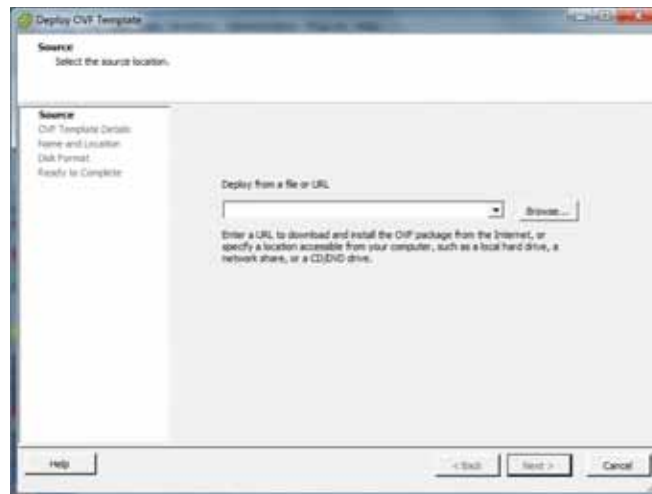 Deploy OVF Template
Source
Select the source location.
Source
OVF Template Details
Name and Location
Disk Format
Ready to Complete
Deploy from a file or URL
Browse...
Enter a URL to download and install the OVF package from the Internet, or
specify a location accessible from your computer, such as a local hard drive, a
network share, or a CD/DVD drive.
Help
< Back
Next >
Cancel